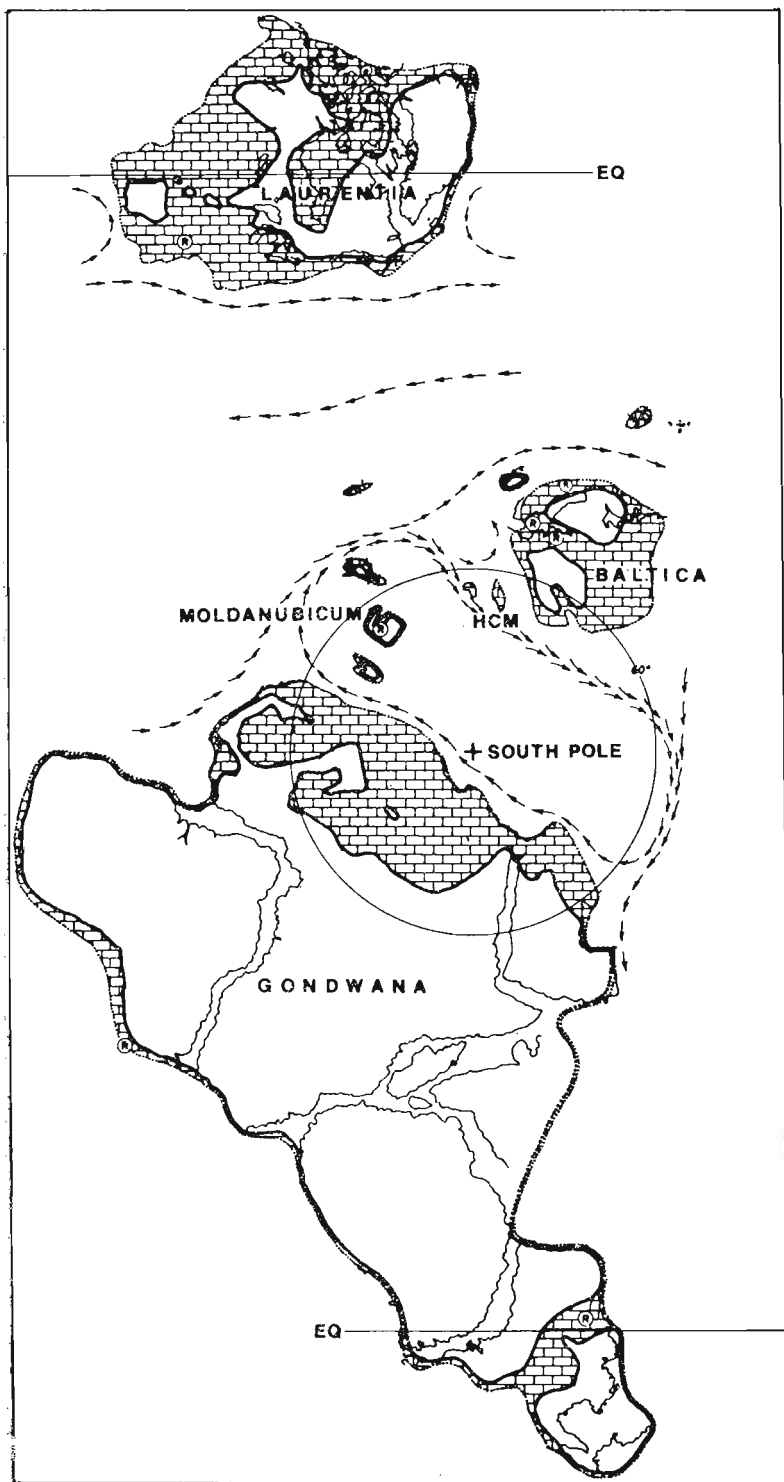 EQ
LAURENTIA
R
R
R
R
BALTICA
MOLDANUBICUM
R
HCM
60°
SOUTH POLE
GONDWANA
R
R
EQ